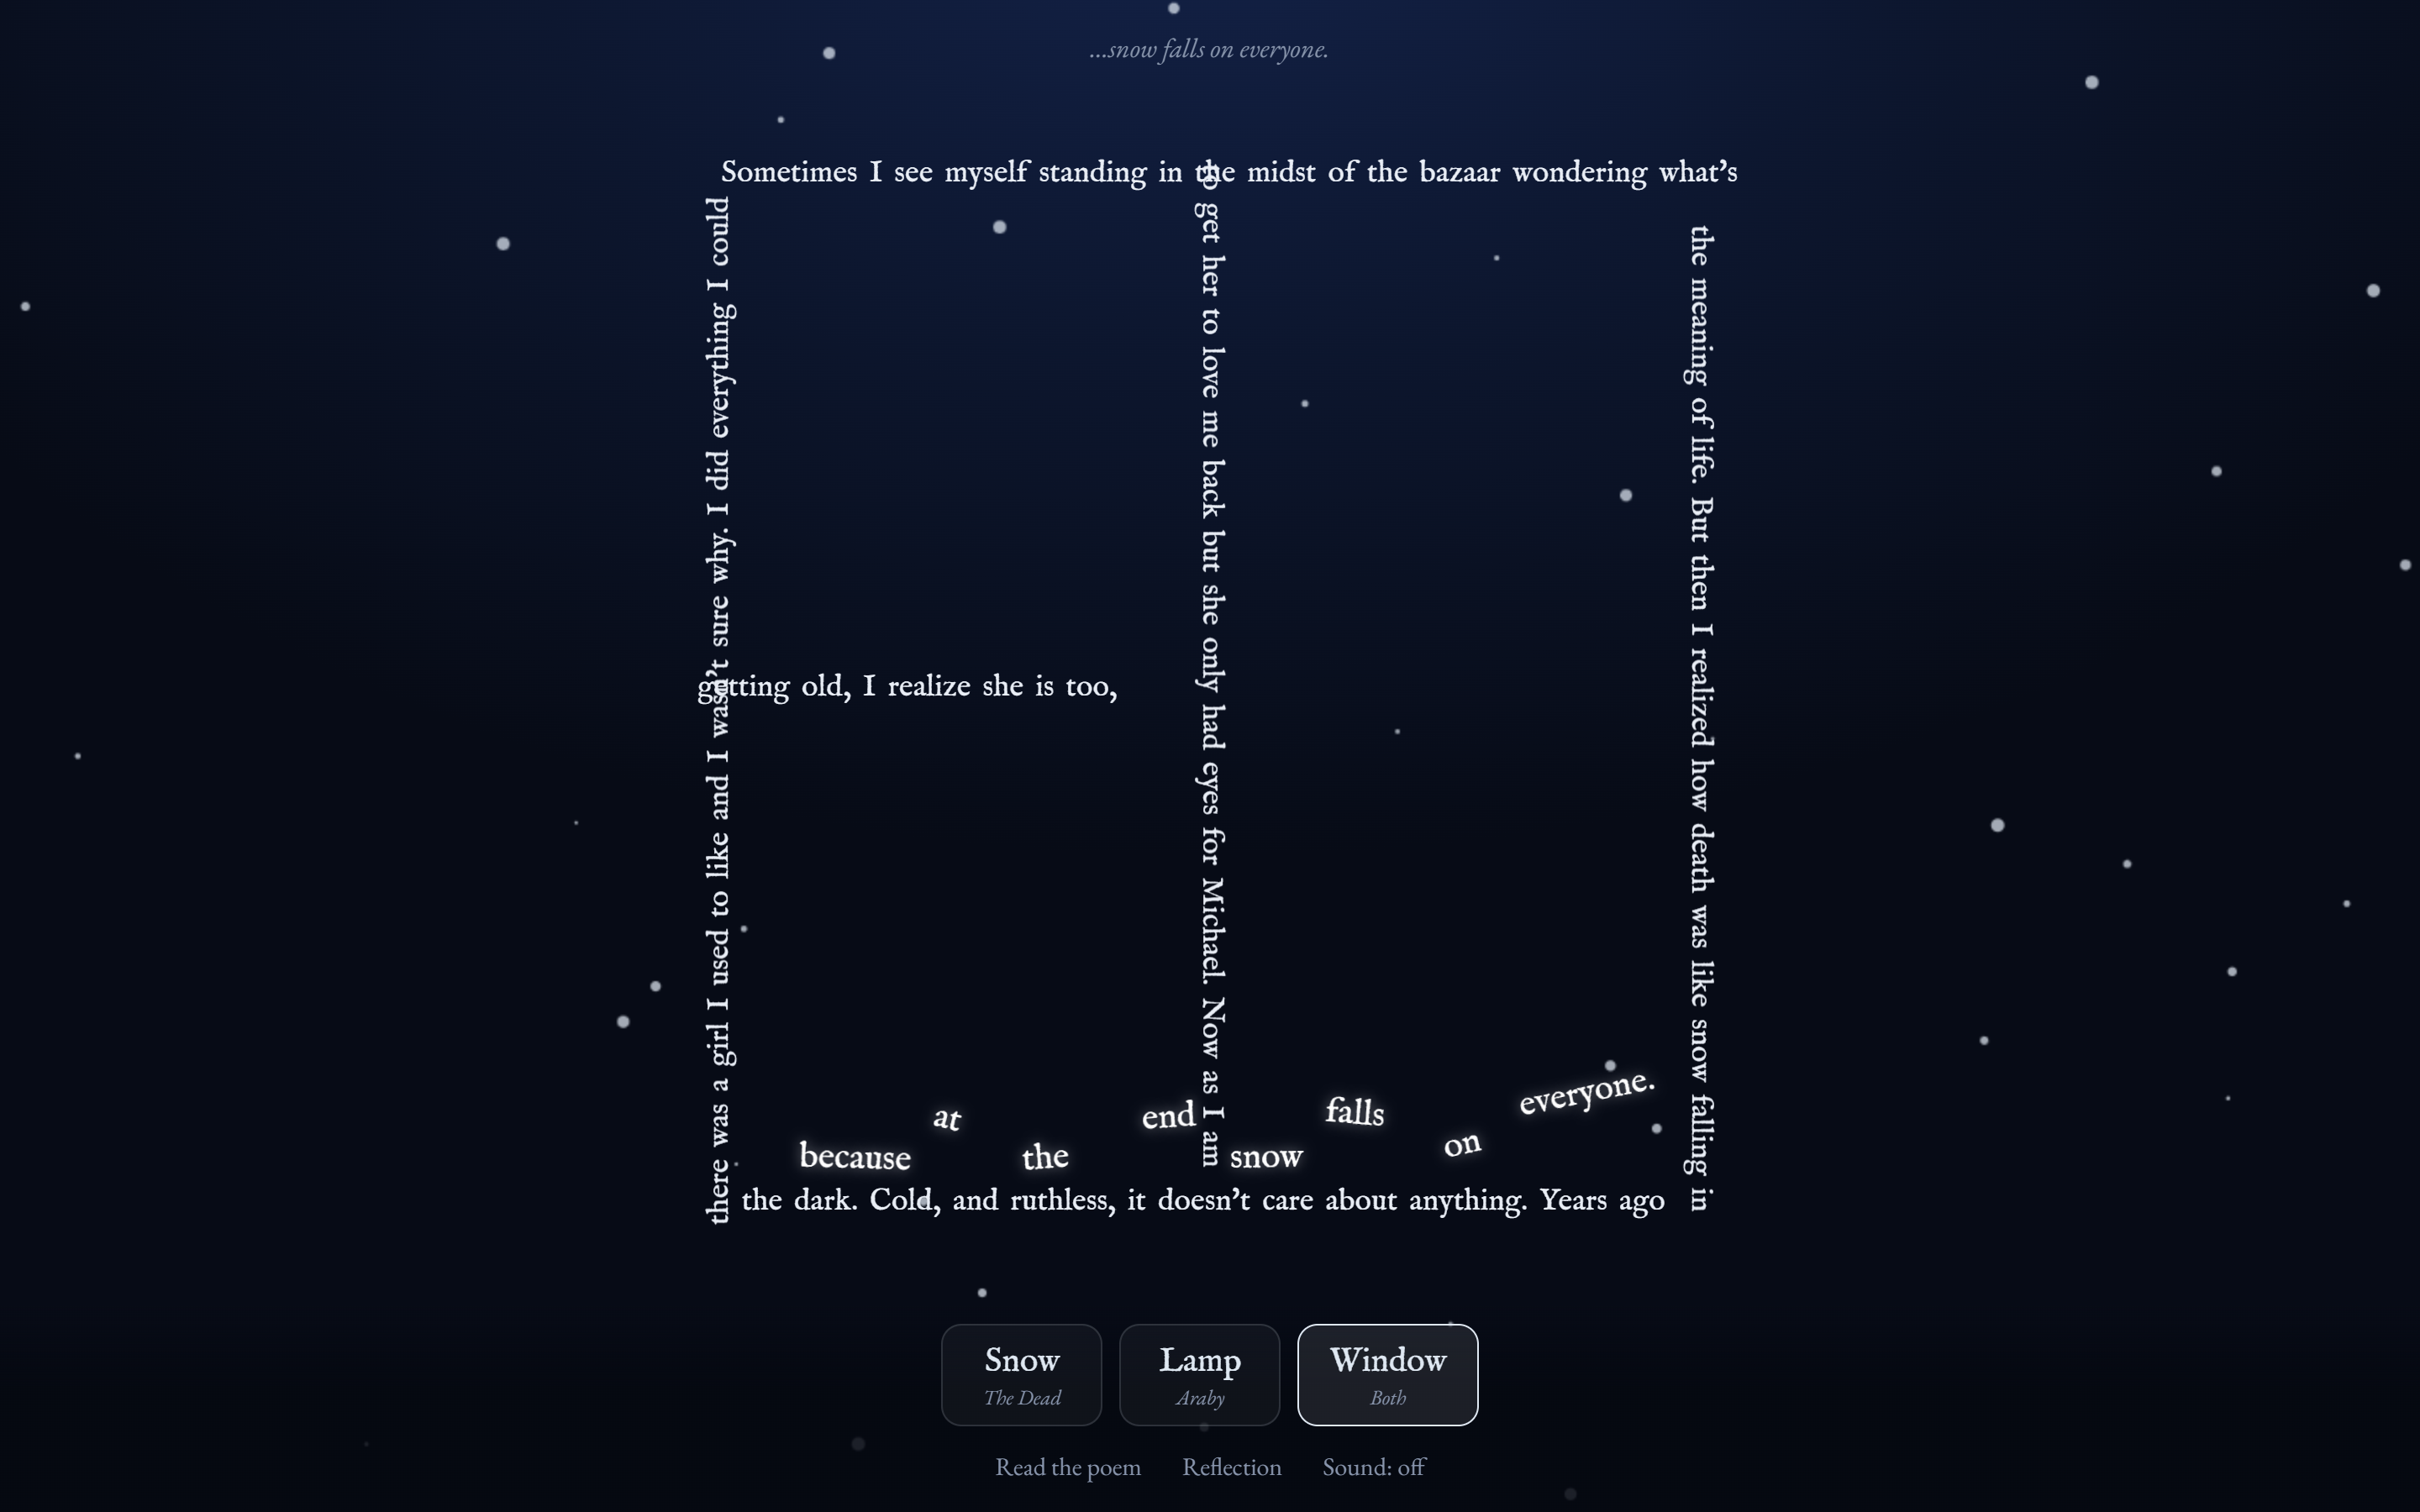 ...snow falls on everyone.
Sometimes I see myself standing in the midst of the bazaar wondering what's
the meaning of life. But then I realized how death was like snow falling in
the dark. Cold, and ruthless, it doesn't care about anything. Years ago
there was a girl I used to like and I wasn't sure why. I did everything I could
to get her to love me back but she only had eyes for Michael. Now as I am
getting old, I realize she is too,
because at the end snow falls on everyone.
Snow
The Dead
Lamp
Araby
Window
Both
Read the poem
Reflection
Sound: off